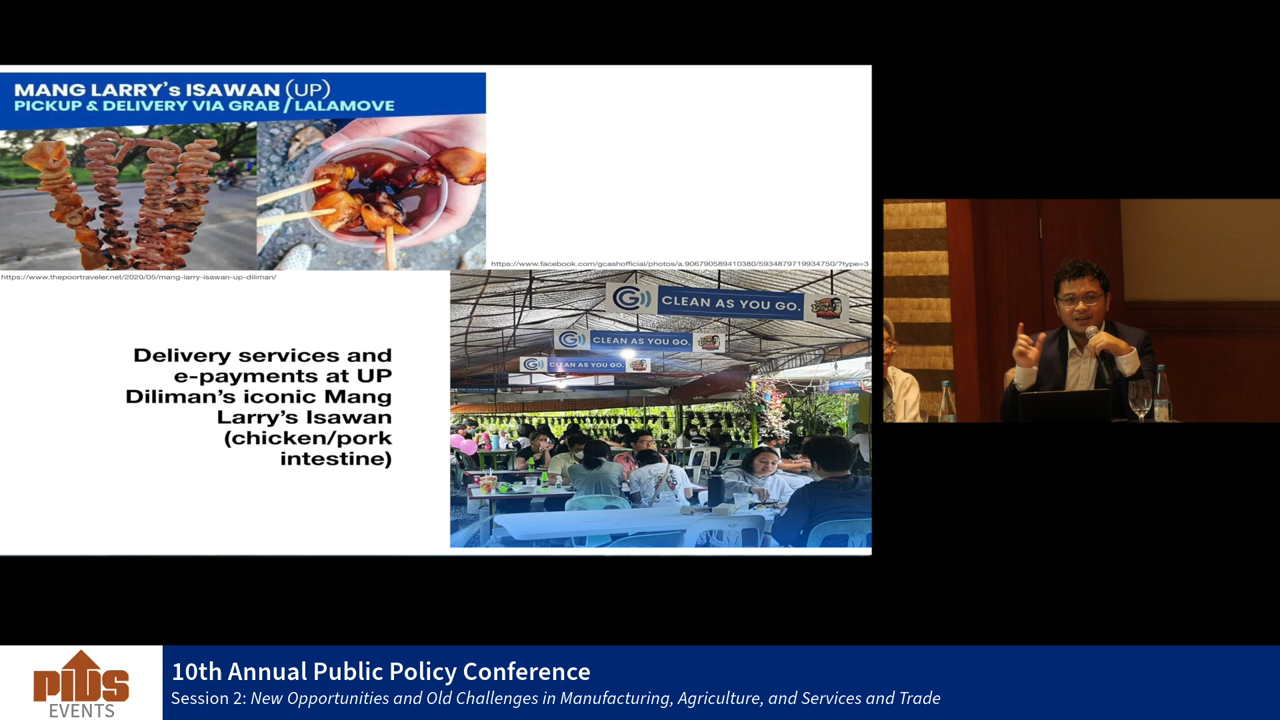 MANG LARRY's ISAWAN (UP)
PICKUP & DELIVERY VIA GRAB / LALAMOVE
https://www.thepoortraveler.net/2020/05/mang-larry-isawan-up-diliman/
https://www.facebook.com/gcashofficial/photos/a.906790589410380/5934879719934750/?type=3
CLEAN AS YOU GO.
CLEAN AS YOU GO.
CLEAN AS YOU GO.
Delivery services and
e-payments at UP
Diliman's iconic Mang
Larry's Isawan
(chicken/pork
intestine)
PIDS
EVENTS
10th Annual Public Policy Conference
Session 2: New Opportunities and Old Challenges in Manufacturing, Agriculture, and Services and Trade